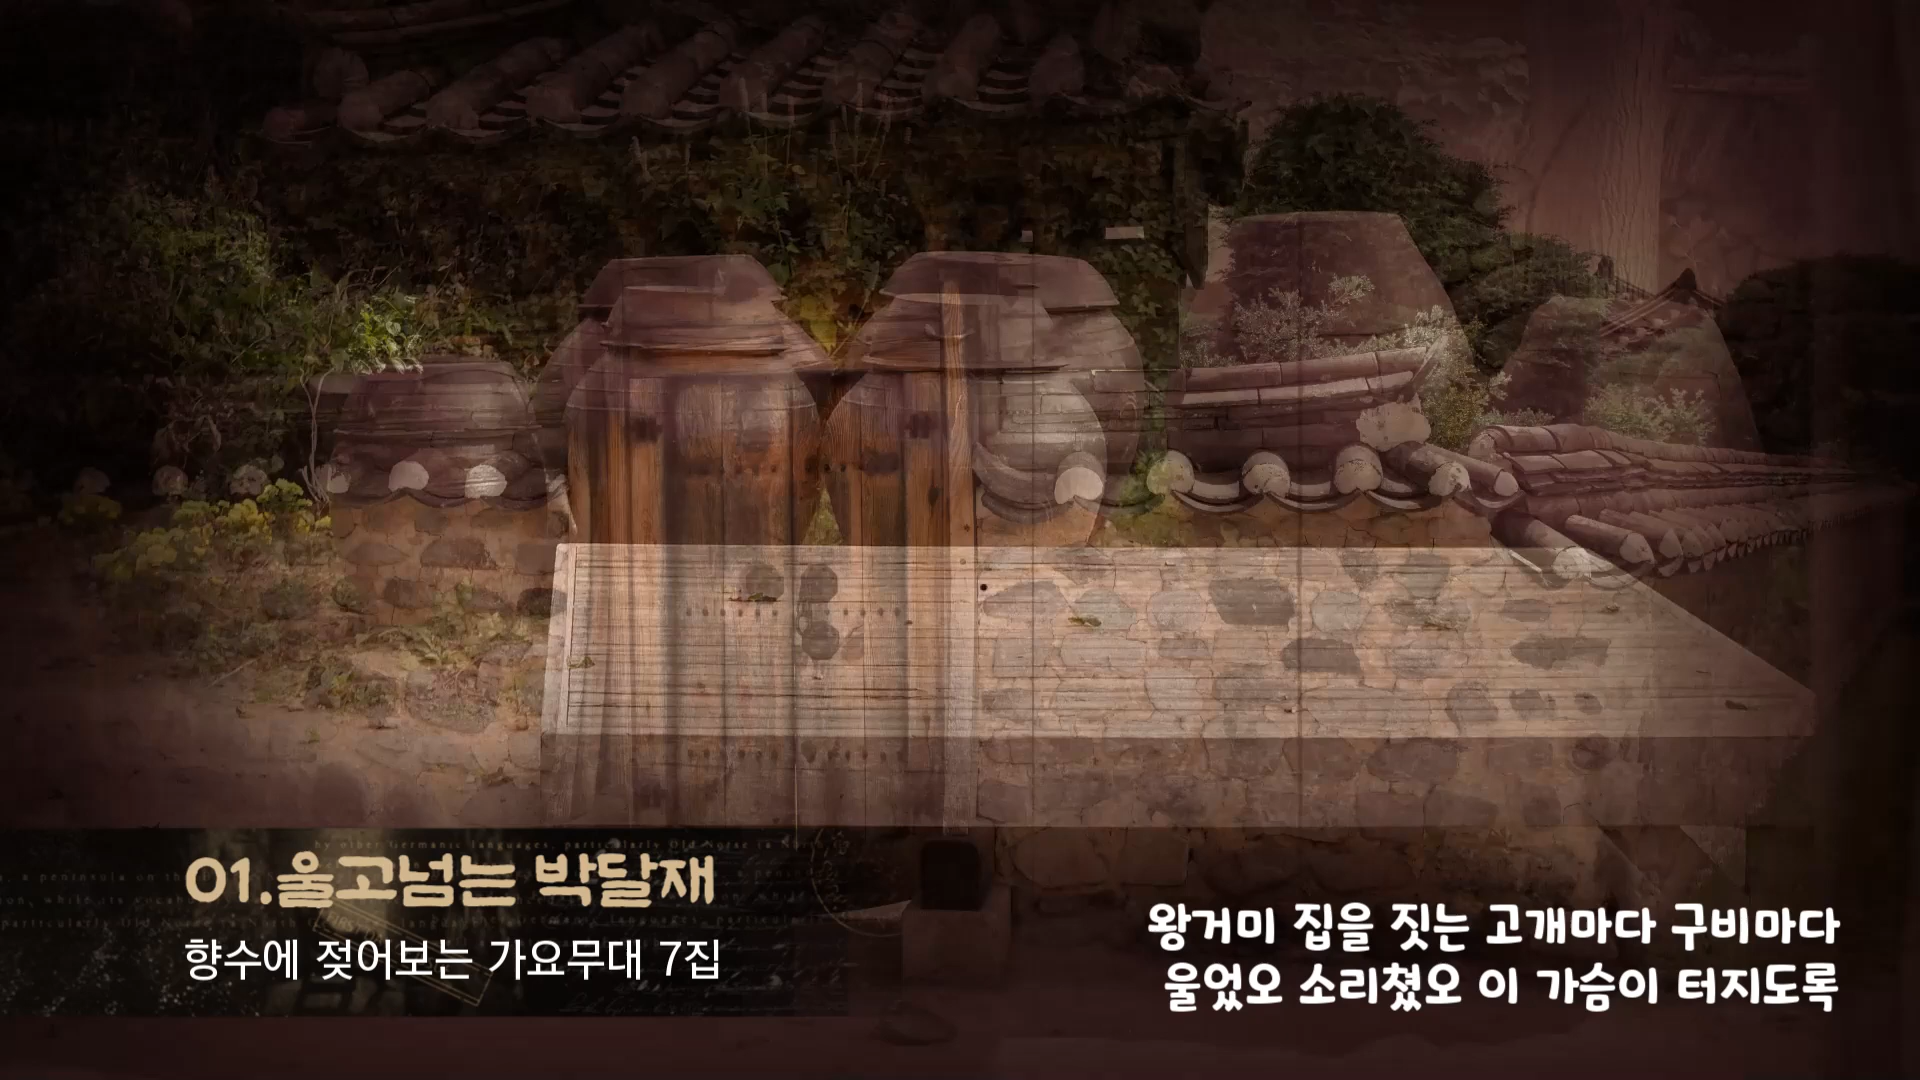 01.울고넘는 박달재
향수에 젖어보는 가요무대 7집
왕거미 집을 짓는 고개마다 구비마다
울었오 소리쳤오 이 가슴이 터지도록